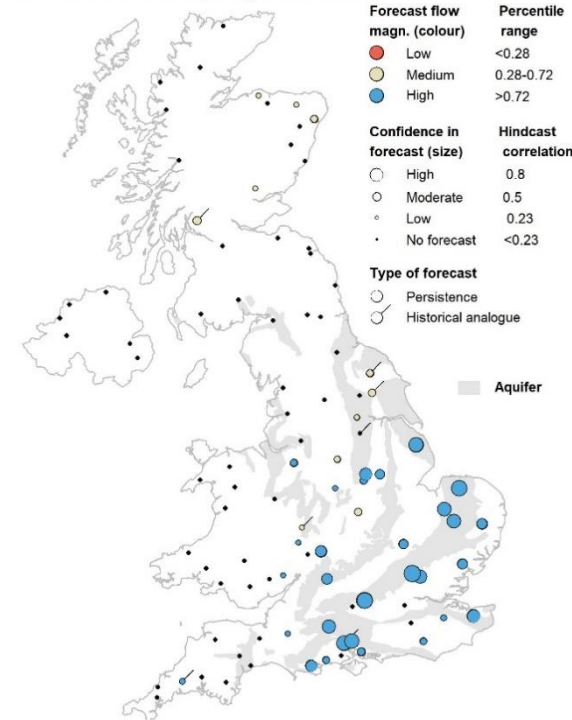 Forecast flow Percentile
magn. (colour) range
Low <0.28
Medium 0.28-0.72
High >0.72
Confidence in Hindcast
forecast (size) correlation
High 0.8
Moderate 0.5
Low 0.23
No forecast <0.23
Type of forecast
Persistence
Historical analogue
Aquifer